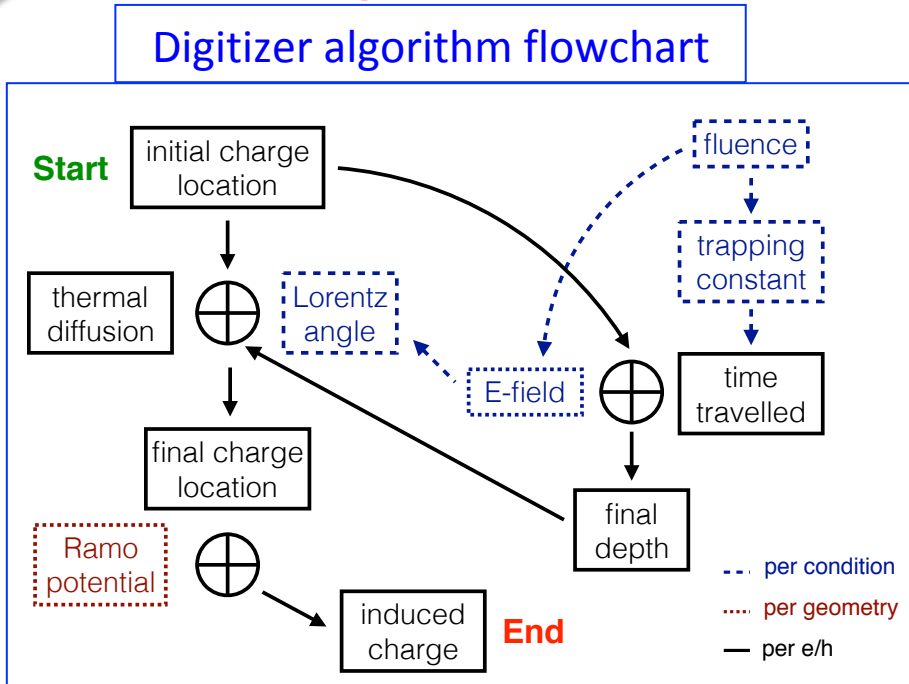 Digitizer algorithm flowchart
Start
initial charge
location
fluence
trapping
constant
thermal
diffusion
Lorentz
angle
E-field
time
travelled
final charge
location
final
depth
Ramo
potential
induced
charge
End
per condition
per geometry
per e/h